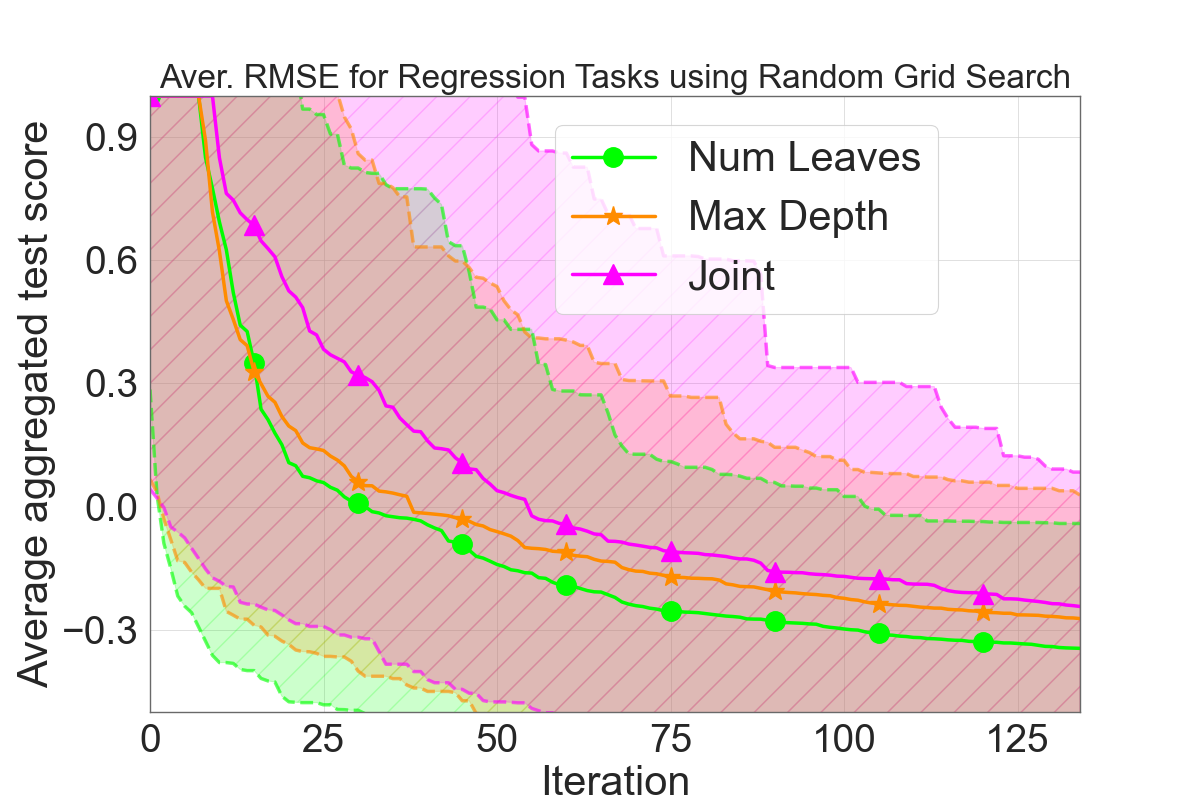 Aver. RMSE for Regression Tasks using Random Grid Search
Average aggregated test score
0.9
0.6
0.3
0.0
−0.3
Num Leaves
Max Depth
Joint
0 25 50 75 100 125
Iteration